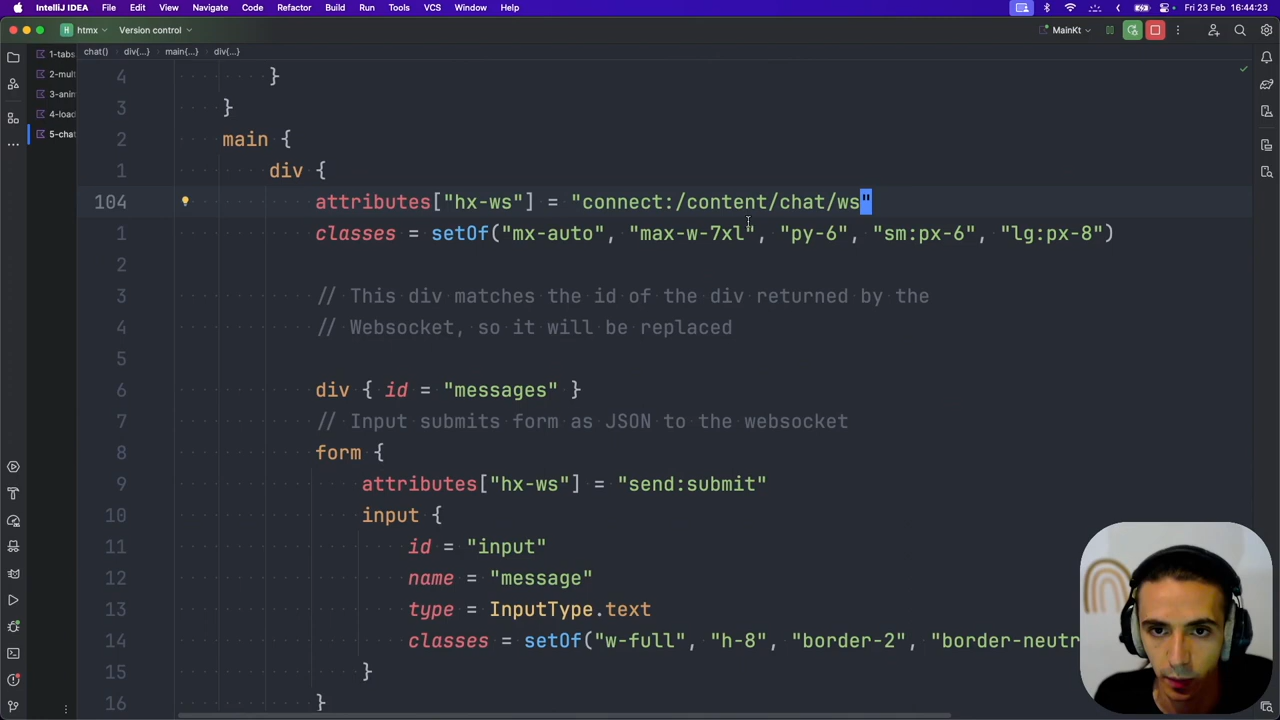 IntelliJ IDEA File Edit View Navigate Code Refactor Build Run Tools VCS Window Help Fri 23 Feb 16:44:23
htmx Version control MainKt
chat() div{...} main{...} div{...}
1-tabs
2-mult
3-anin
4-load
5-chat
4 }
3 }
2 main {
1 div {
104 attributes["hx-ws"] = "connect:/content/chat/ws"
1 classes = setOf("mx-auto", "max-w-7xl", "py-6", "sm:px-6", "lg:px-8")
2
3 // This div matches the id of the div returned by the
4 // Websocket, so it will be replaced
5
6 div { id = "messages" }
7 // Input submits form as JSON to the websocket
8 form {
9 attributes["hx-ws"] = "send:submit"
10 input {
11 id = "input"
12 name = "message"
13 type = InputType.text
14 classes = setOf("w-full", "h-8", "border-2", "border-neutr
15 }
16 }